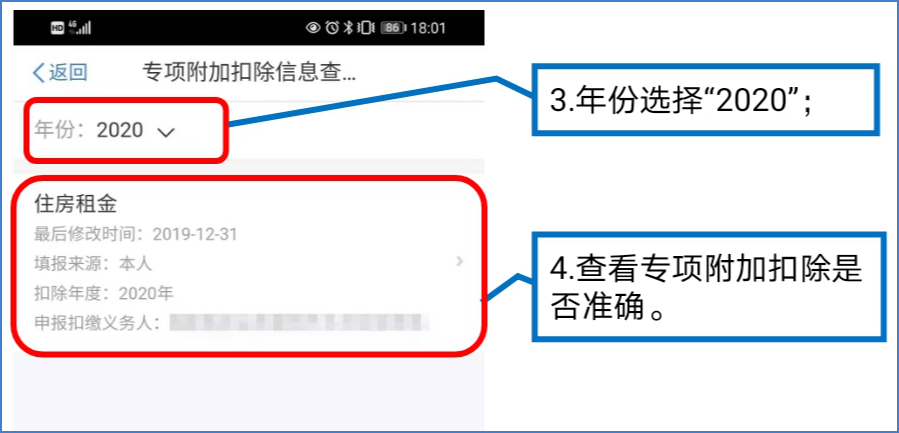 HD 4G 86 18:01
返回 专项附加扣除信息查...
年份：2020
3.年份选择“2020”；
住房租金
最后修改时间：2019-12-31
填报来源：本人
扣除年度：2020年
申报扣缴义务人：
4.查看专项附加扣除是
否准确。